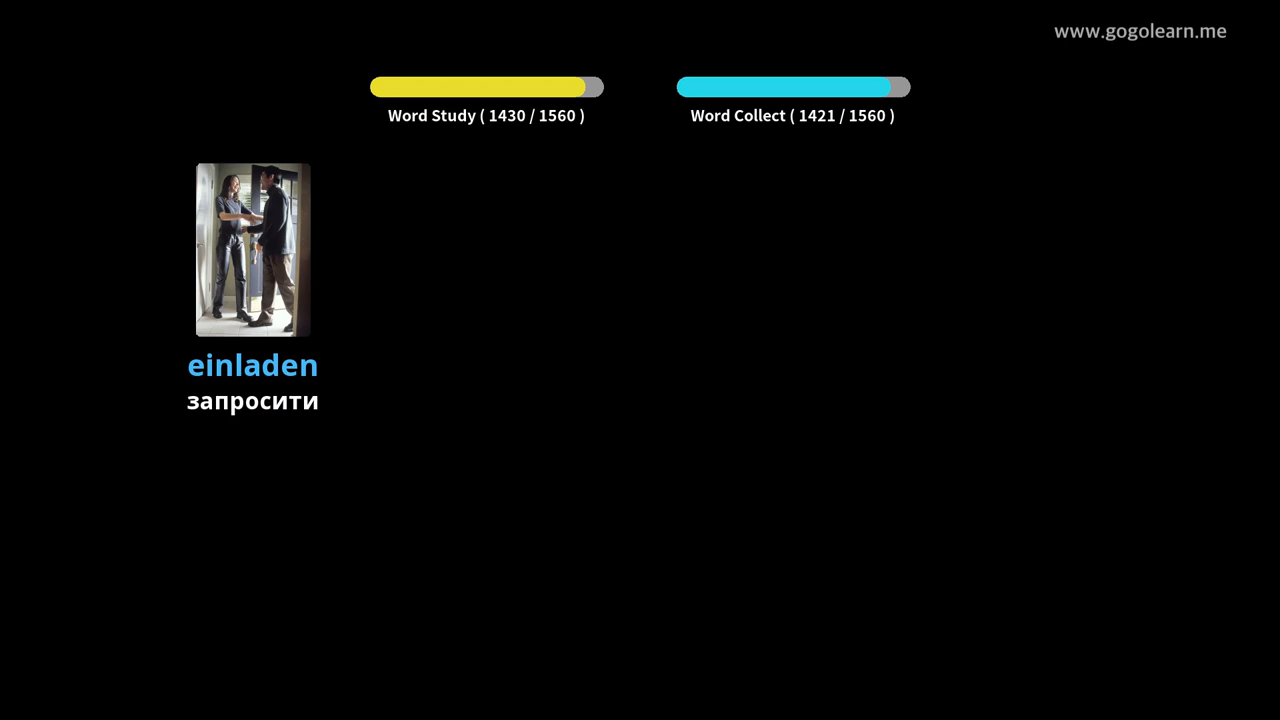 www.gogolearn.me
Word Study ( 1430 / 1560 )
Word Collect ( 1421 / 1560 )
einladen
запросити